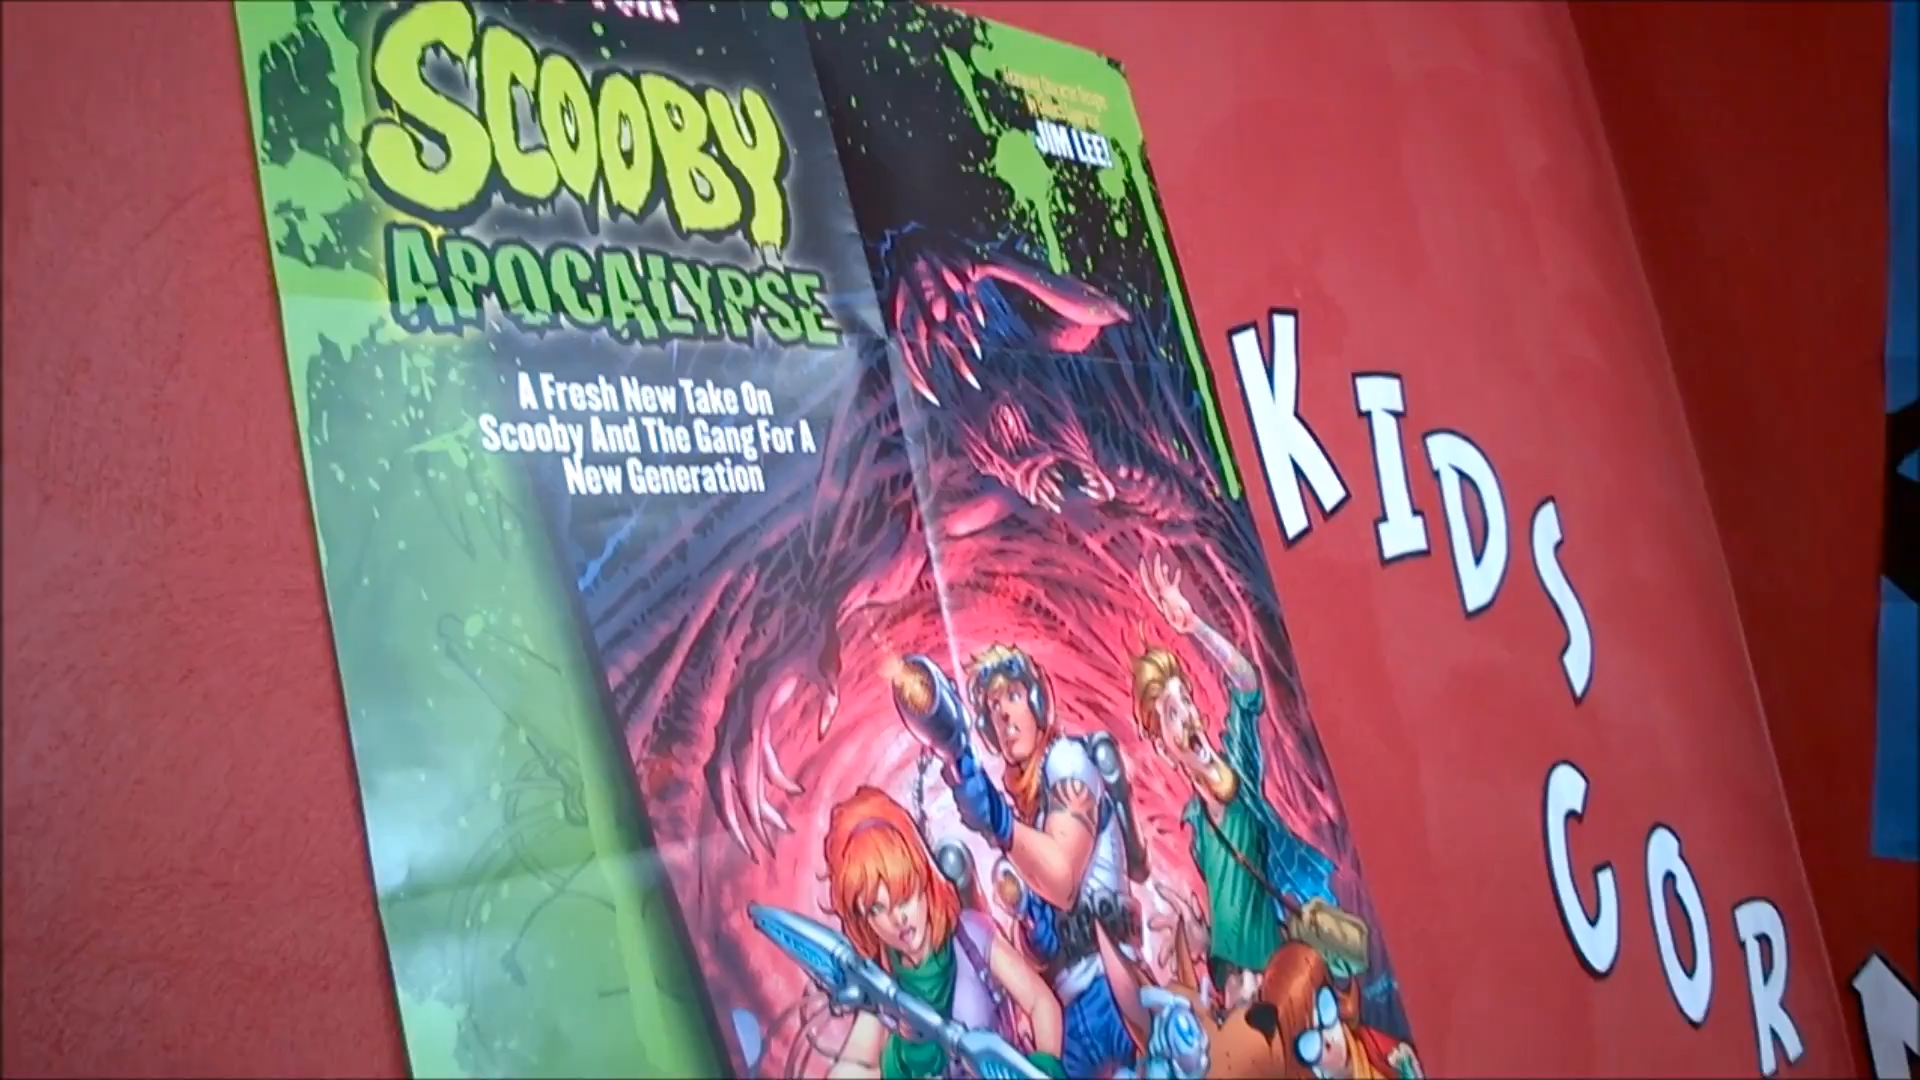 SCOOBY
APOCALYPSE
A Fresh New Take On
Scooby And The Gang For A
New Generation
JIM LEE!
KIDS
COR